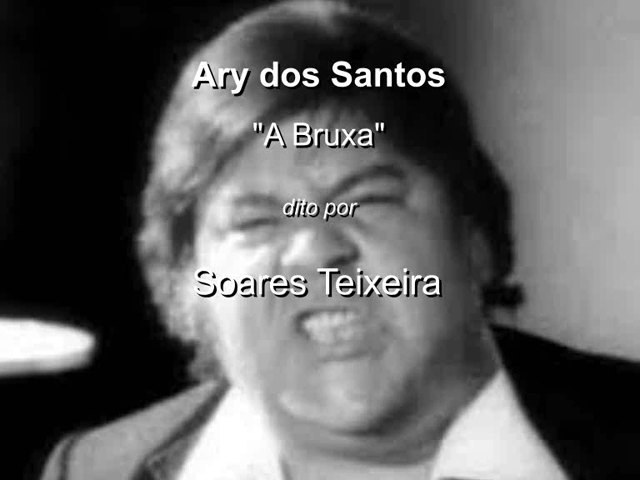 Ary dos Santos
"A Bruxa"
dito por
Soares Teixeira